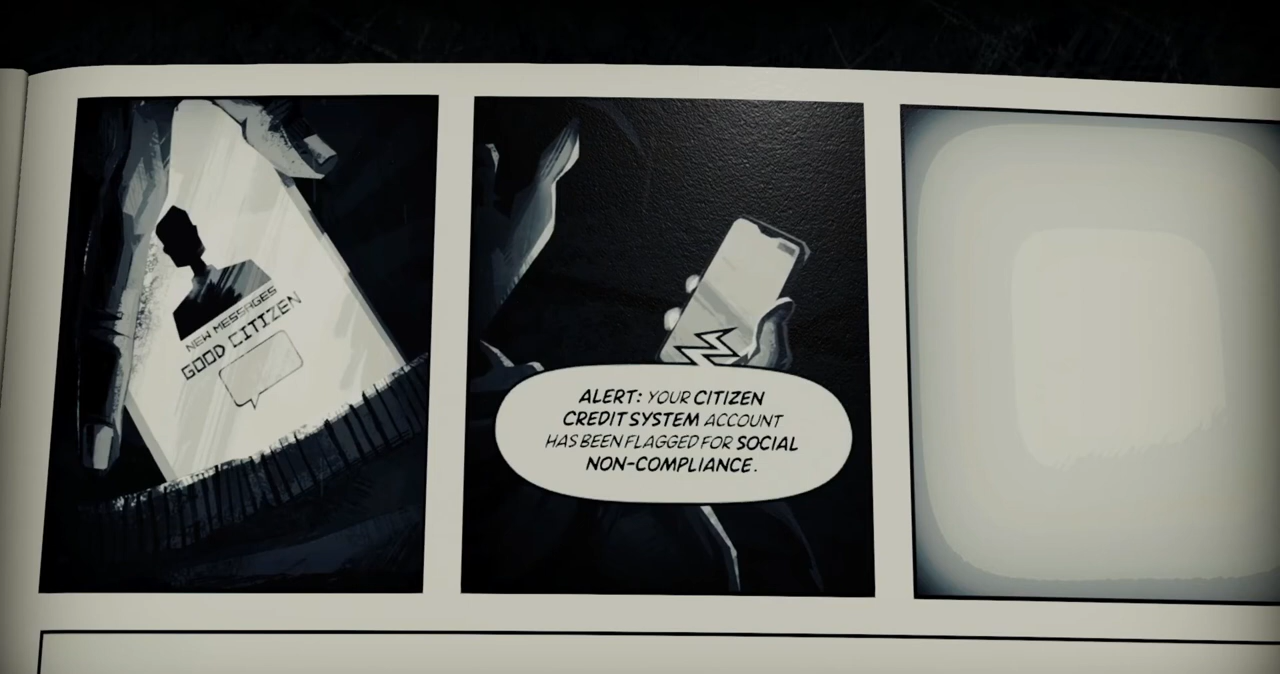 NEW MESSAGES
GOOD CITIZEN
ALERT: YOUR CITIZEN
CREDIT SYSTEM ACCOUNT
HAS BEEN FLAGGED FOR SOCIAL
NON-COMPLIANCE.